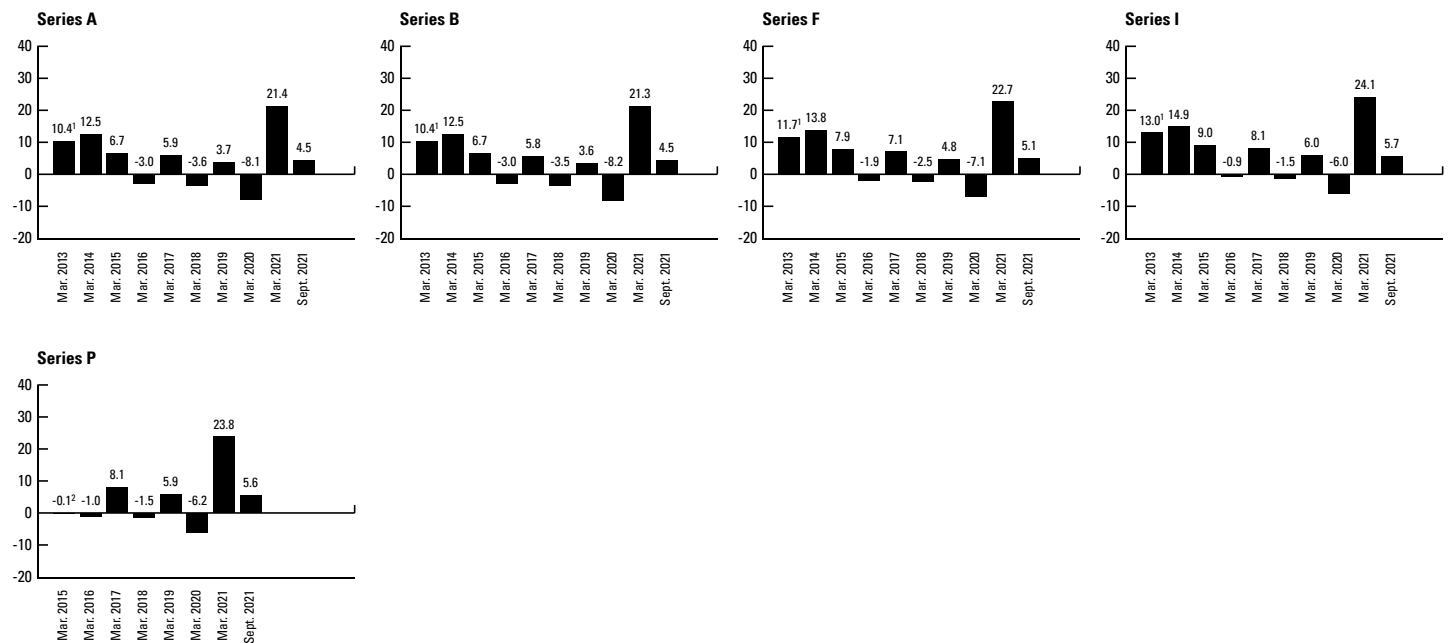 Series A
40
30
20
10
0
-10
-20
10.4¹
12.5
6.7
-3.0
5.9
-3.6
3.7
-8.1
21.4
4.5
Mar. 2013
Mar. 2014
Mar. 2015
Mar. 2016
Mar. 2017
Mar. 2018
Mar. 2019
Mar. 2020
Mar. 2021
Sept. 2021
Series B
40
30
20
10
0
-10
-20
10.4¹
12.5
6.7
-3.0
5.8
-3.5
3.6
-8.2
21.3
4.5
Mar. 2013
Mar. 2014
Mar. 2015
Mar. 2016
Mar. 2017
Mar. 2018
Mar. 2019
Mar. 2020
Mar. 2021
Sept. 2021
Series F
40
30
20
10
0
-10
-20
11.7¹
13.8
7.9
-1.9
7.1
-2.5
4.8
-7.1
22.7
5.1
Mar. 2013
Mar. 2014
Mar. 2015
Mar. 2016
Mar. 2017
Mar. 2018
Mar. 2019
Mar. 2020
Mar. 2021
Sept. 2021
Series I
40
30
20
10
0
-10
-20
13.0¹
14.9
9.0
-0.9
8.1
-1.5
6.0
-6.0
24.1
5.7
Mar. 2013
Mar. 2014
Mar. 2015
Mar. 2016
Mar. 2017
Mar. 2018
Mar. 2019
Mar. 2020
Mar. 2021
Sept. 2021
Series P
40
30
20
10
0
-10
-20
-0.1²
-1.0
8.1
-1.5
5.9
-6.2
23.8
5.6
Mar. 2015
Mar. 2016
Mar. 2017
Mar. 2018
Mar. 2019
Mar. 2020
Mar. 2021
Sept. 2021